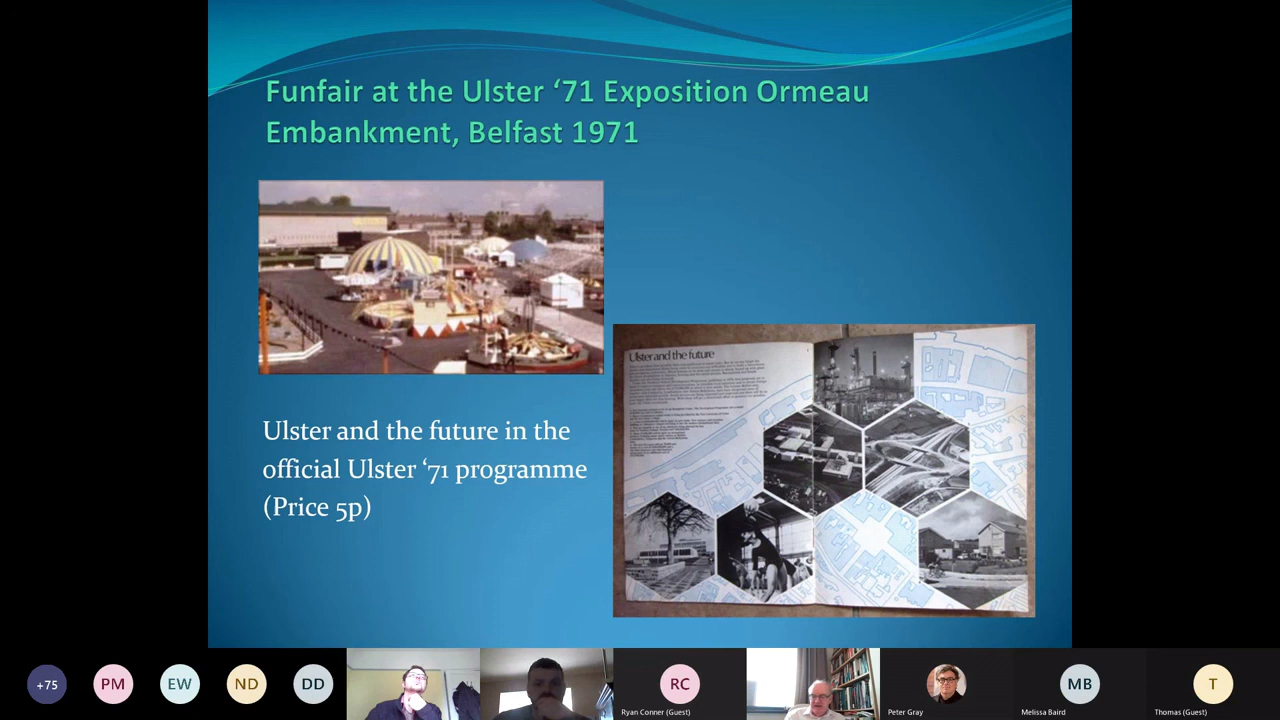 Funfair at the Ulster ‘71 Exposition Ormeau
Embankment, Belfast 1971
Ulster and the future in the
official Ulster ‘71 programme
(Price 5p)
Ulster and the future
+75
PM
EW
ND
DD
RC
Ryan Conner (Guest)
Peter Gray
MB
Melissa Baird
T
Thomas (Guest)